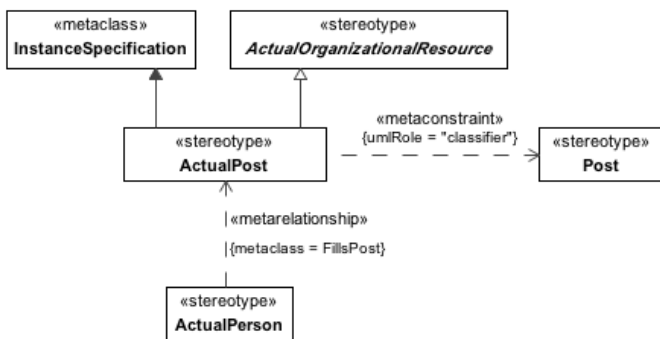 «metaclass»
InstanceSpecification
«stereotype»
ActualOrganizationalResource
«stereotype»
ActualPost
«metaconstraint»
{umlRole = "classifier"}
«stereotype»
Post
«metarelationship»
{metaclass = FillsPost}
«stereotype»
ActualPerson